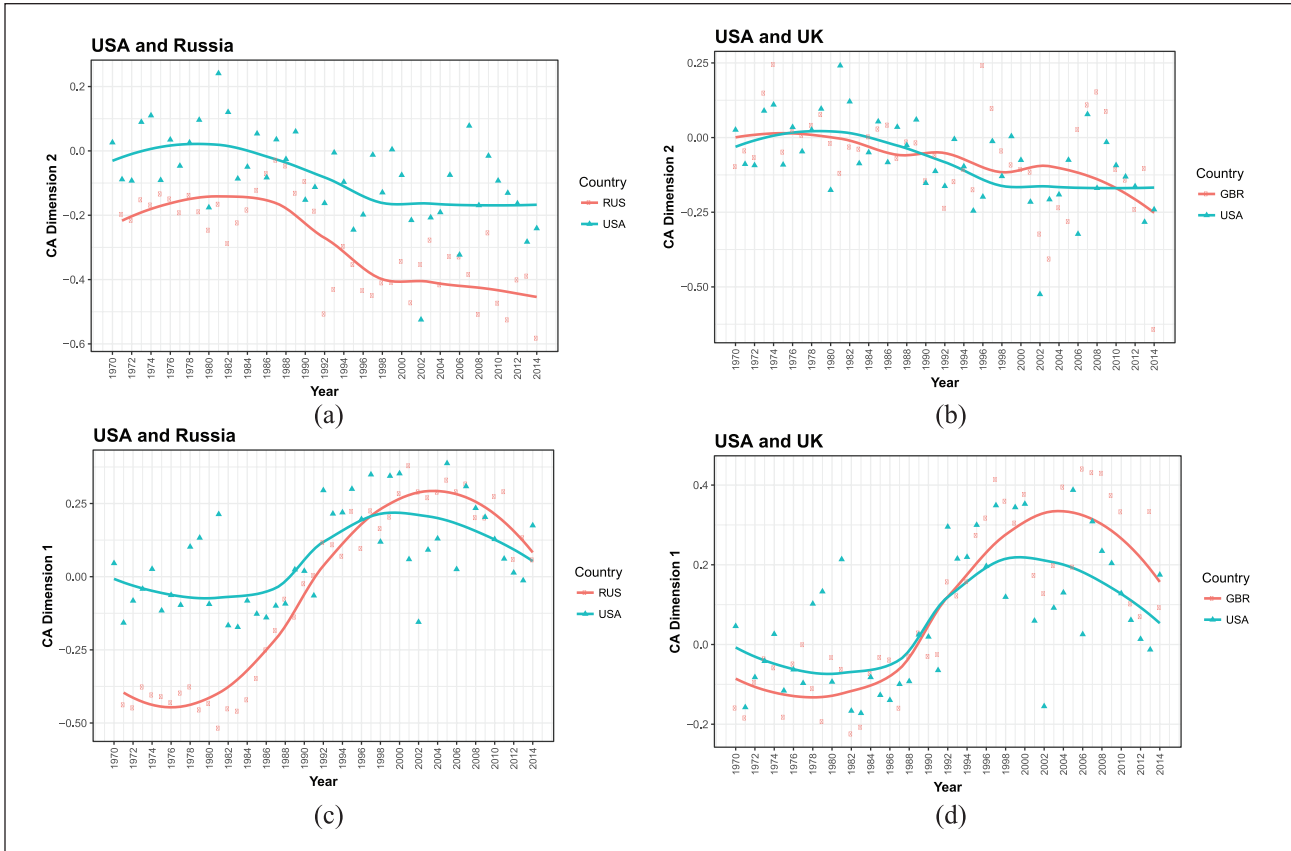 USA and Russia
0.2
0.0
−0.2
−0.4
−0.6
CA Dimension 2
1970 1972 1974 1976 1978 1980 1982 1984 1986 1988 1990 1992 1994 1996 1998 2000 2002 2004 2006 2008 2010 2012 2014
Year
Country
RUS
USA
(a)
USA and UK
0.25
0.00
−0.25
−0.50
CA Dimension 2
1970 1972 1974 1976 1978 1980 1982 1984 1986 1988 1990 1992 1994 1996 1998 2000 2002 2004 2006 2008 2010 2012 2014
Year
Country
GBR
USA
(b)
USA and Russia
0.25
0.00
−0.25
−0.50
CA Dimension 1
1970 1972 1974 1976 1978 1980 1982 1984 1986 1988 1990 1992 1994 1996 1998 2000 2002 2004 2006 2008 2010 2012 2014
Year
Country
RUS
USA
(c)
USA and UK
0.4
0.2
0.0
−0.2
CA Dimension 1
1970 1972 1974 1976 1978 1980 1982 1984 1986 1988 1990 1992 1994 1996 1998 2000 2002 2004 2006 2008 2010 2012 2014
Year
Country
GBR
USA
(d)